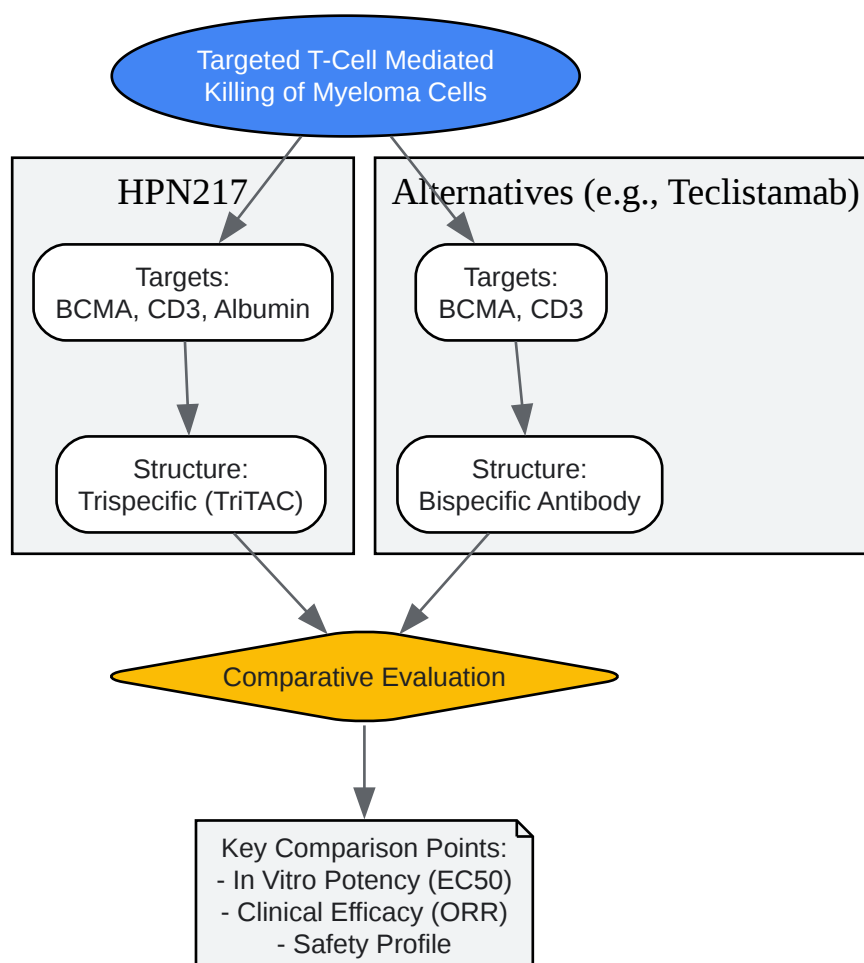 Targeted T-Cell Mediated
Killing of Myeloma Cells
HPN217
Alternatives (e.g., Teclistamab)
Targets:
BCMA, CD3, Albumin
Targets:
BCMA, CD3
Structure:
Trispecific (TriTAC)
Structure:
Bispecific Antibody
Comparative Evaluation
Key Comparison Points:
- In Vitro Potency (EC50)
- Clinical Efficacy (ORR)
- Safety Profile